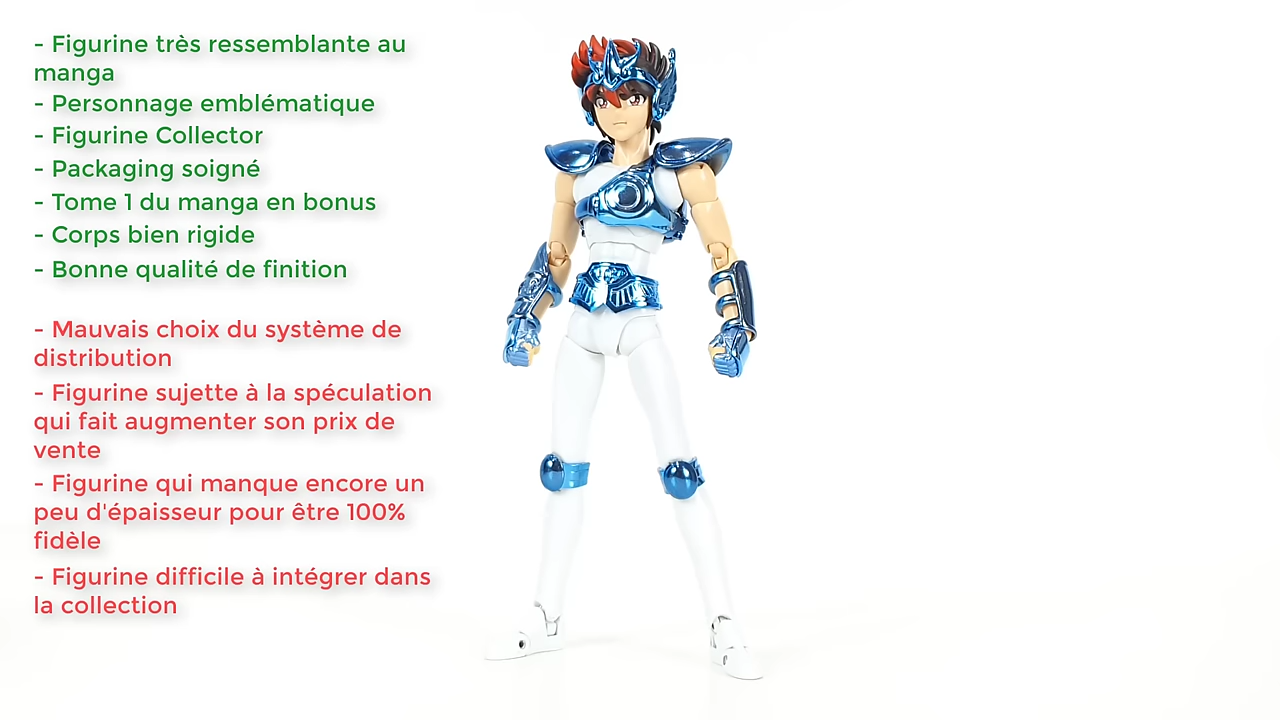 - Figurine très ressemblante au
manga
- Personnage emblématique
- Figurine Collector
- Packaging soigné
- Tome 1 du manga en bonus
- Corps bien rigide
- Bonne qualité de finition
- Mauvais choix du système de
distribution
- Figurine sujette à la spéculation
qui fait augmenter son prix de
vente
- Figurine qui manque encore un
peu d'épaisseur pour être 100%
fidèle
- Figurine difficile à intégrer dans
la collection